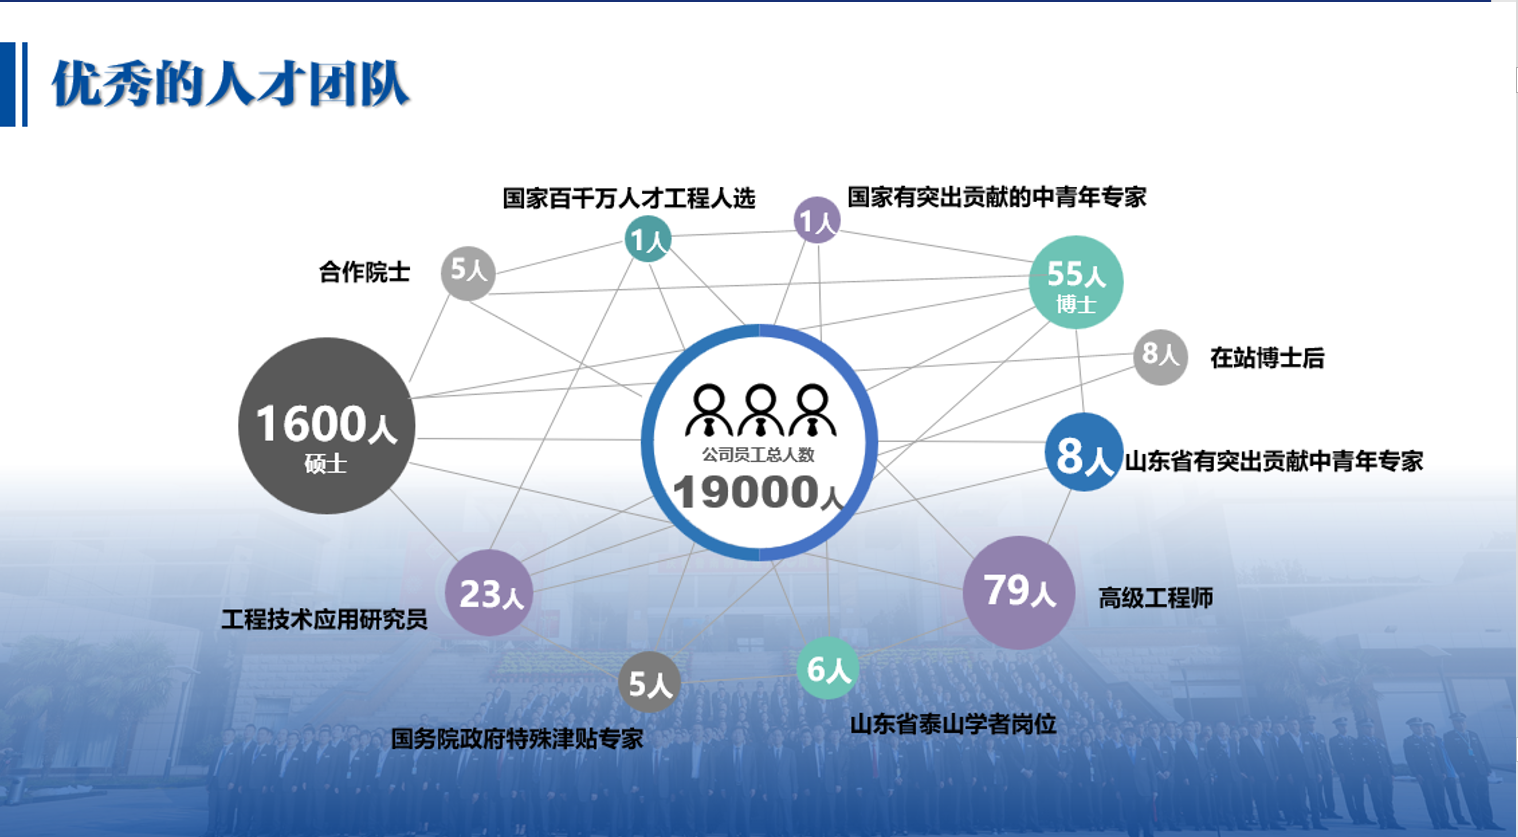 优秀的人才团队
国家百千万人才工程人选
1人
国家有突出贡献的中青年专家
1人
合作院士
5人
55人
博士
8人
在站博士后
1600人
硕士
公司员工总人数
19000人
8人
山东省有突出贡献中青年专家
23人
工程技术应用研究员
79人
高级工程师
5人
国务院政府特殊津贴专家
6人
山东省泰山学者岗位